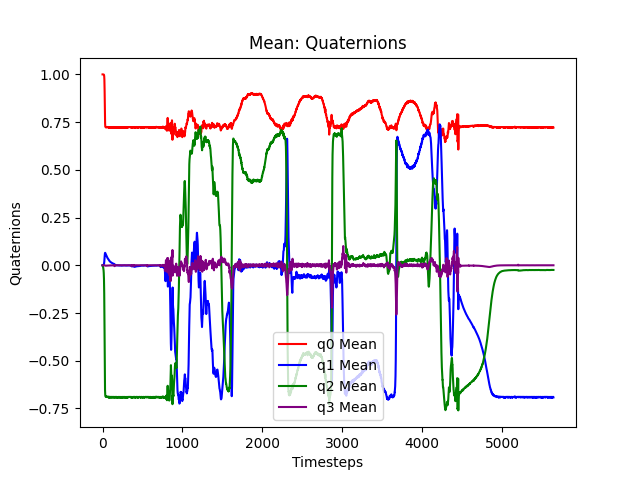 Mean: Quaternions
1.00
0.75
0.50
0.25
0.00
−0.25
−0.50
−0.75
Quaternions
q0 Mean
q1 Mean
q2 Mean
q3 Mean
0 1000 2000 3000 4000 5000
Timesteps